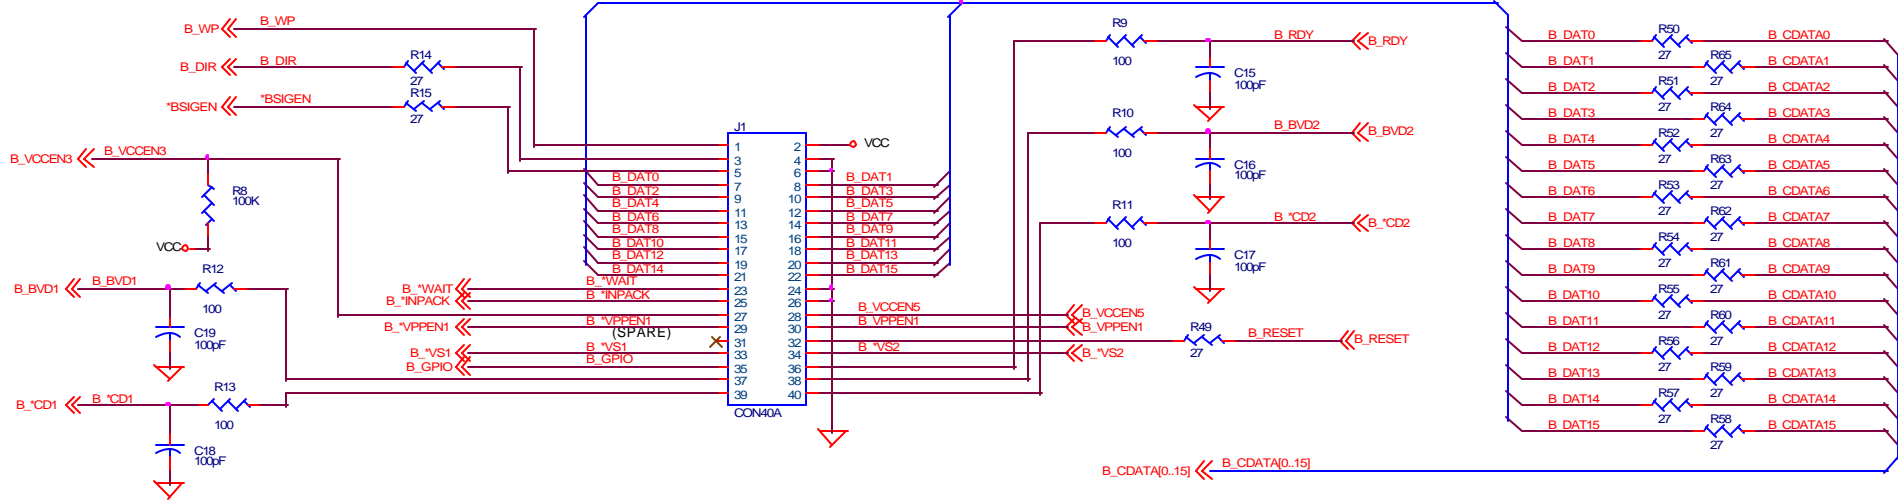 B_WP B_WP
B_DIR B_DIR R14 27
*BSIGEN *BSIGEN R15 27
B_VCCEN3 B_VCCEN3
R8 100K
VCC
B_BVD1 B_BVD1 R12 100
C19 100pF
B_*CD1 B_*CD1 R13 100
C18 100pF
J1
1 2 VCC
3 4
5 6
B_DAT0 7 8 B_DAT1
B_DAT2 9 10 B_DAT3
B_DAT4 11 12 B_DAT5
B_DAT6 13 14 B_DAT7
B_DAT8 15 16 B_DAT9
B_DAT10 17 18 B_DAT11
B_DAT12 19 20 B_DAT13
B_DAT14 21 22 B_DAT15
B_*WAIT B_*WAIT 23 24
B_*INPACK B_*INPACK 25 26
27 28 B_VCCEN5 B_VCCEN5
B_*VPPEN1 B_*VPPEN1 29 30 B_VPPEN1 B_VPPEN1
(SPARE) 31 32 R49 27 B_RESET B_RESET
B_*VS1 B_*VS1 33 34 B_*VS2 B_*VS2
B_GPIO B_GPIO 35 36
37 38
39 40
CON40A
R9 100 B_RDY B_RDY
C15 100pF
R10 100 B_BVD2 B_BVD2
C16 100pF
R11 100 B_*CD2 B_*CD2
C17 100pF
B_DAT0 R50 27 B_CDATA0
B_DAT1 R65 27 B_CDATA1
B_DAT2 R51 27 B_CDATA2
B_DAT3 R64 27 B_CDATA3
B_DAT4 R52 27 B_CDATA4
B_DAT5 R63 27 B_CDATA5
B_DAT6 R53 27 B_CDATA6
B_DAT7 R62 27 B_CDATA7
B_DAT8 R54 27 B_CDATA8
B_DAT9 R61 27 B_CDATA9
B_DAT10 R55 27 B_CDATA10
B_DAT11 R60 27 B_CDATA11
B_DAT12 R56 27 B_CDATA12
B_DAT13 R59 27 B_CDATA13
B_DAT14 R57 27 B_CDATA14
B_DAT15 R58 27 B_CDATA15
B_CDATA[0..15] B_CDATA[0..15]